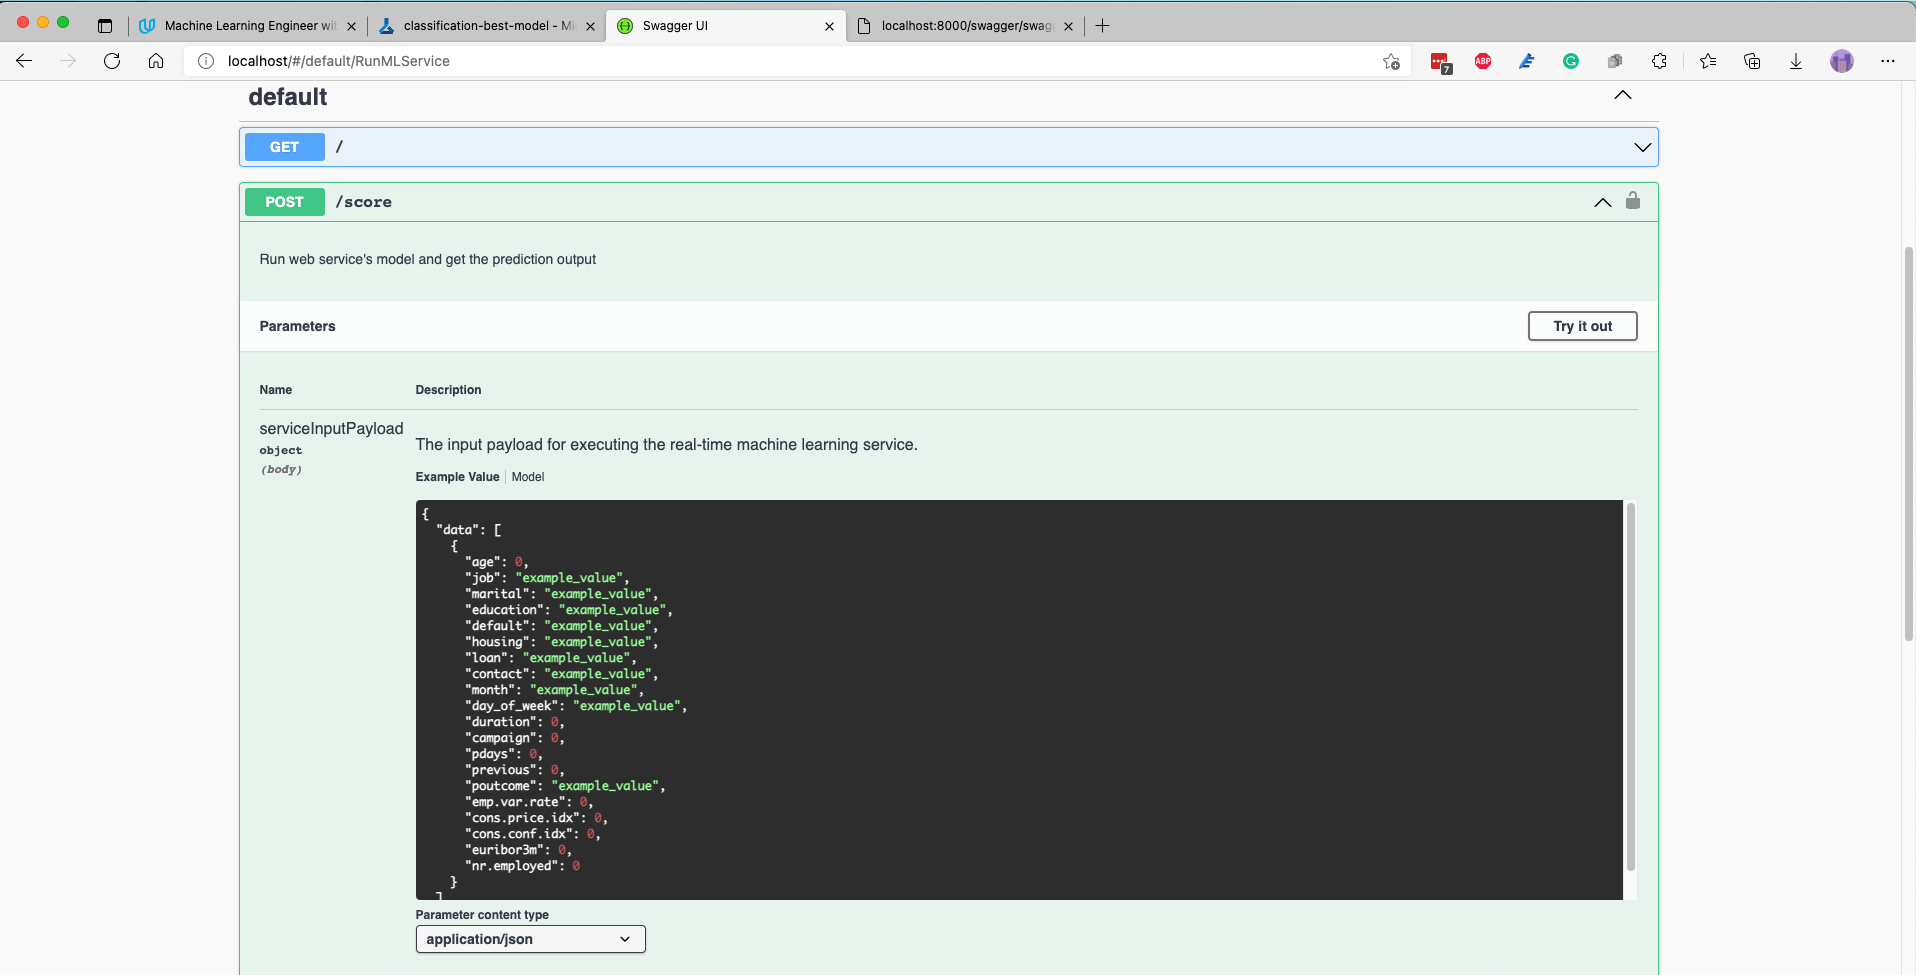 Machine Learning Engineer wit
classification-best-model - Mi
Swagger UI
localhost:8000/swagger/swag
localhost/#/default/RunMLService
7
ABP
default
GET /
POST /score
Run web service's model and get the prediction output
Parameters
Try it out
Name Description
serviceInputPayload
object
(body)
The input payload for executing the real-time machine learning service.
Example Value | Model
{
"data": [
{
"age": 0,
"job": "example_value",
"marital": "example_value",
"education": "example_value",
"default": "example_value",
"housing": "example_value",
"loan": "example_value",
"contact": "example_value",
"month": "example_value",
"day_of_week": "example_value",
"duration": 0,
"campaign": 0,
"pdays": 0,
"previous": 0,
"poutcome": "example_value",
"emp.var.rate": 0,
"cons.price.idx": 0,
"cons.conf.idx": 0,
"euribor3m": 0,
"nr.employed": 0
}
]
Parameter content type
application/json